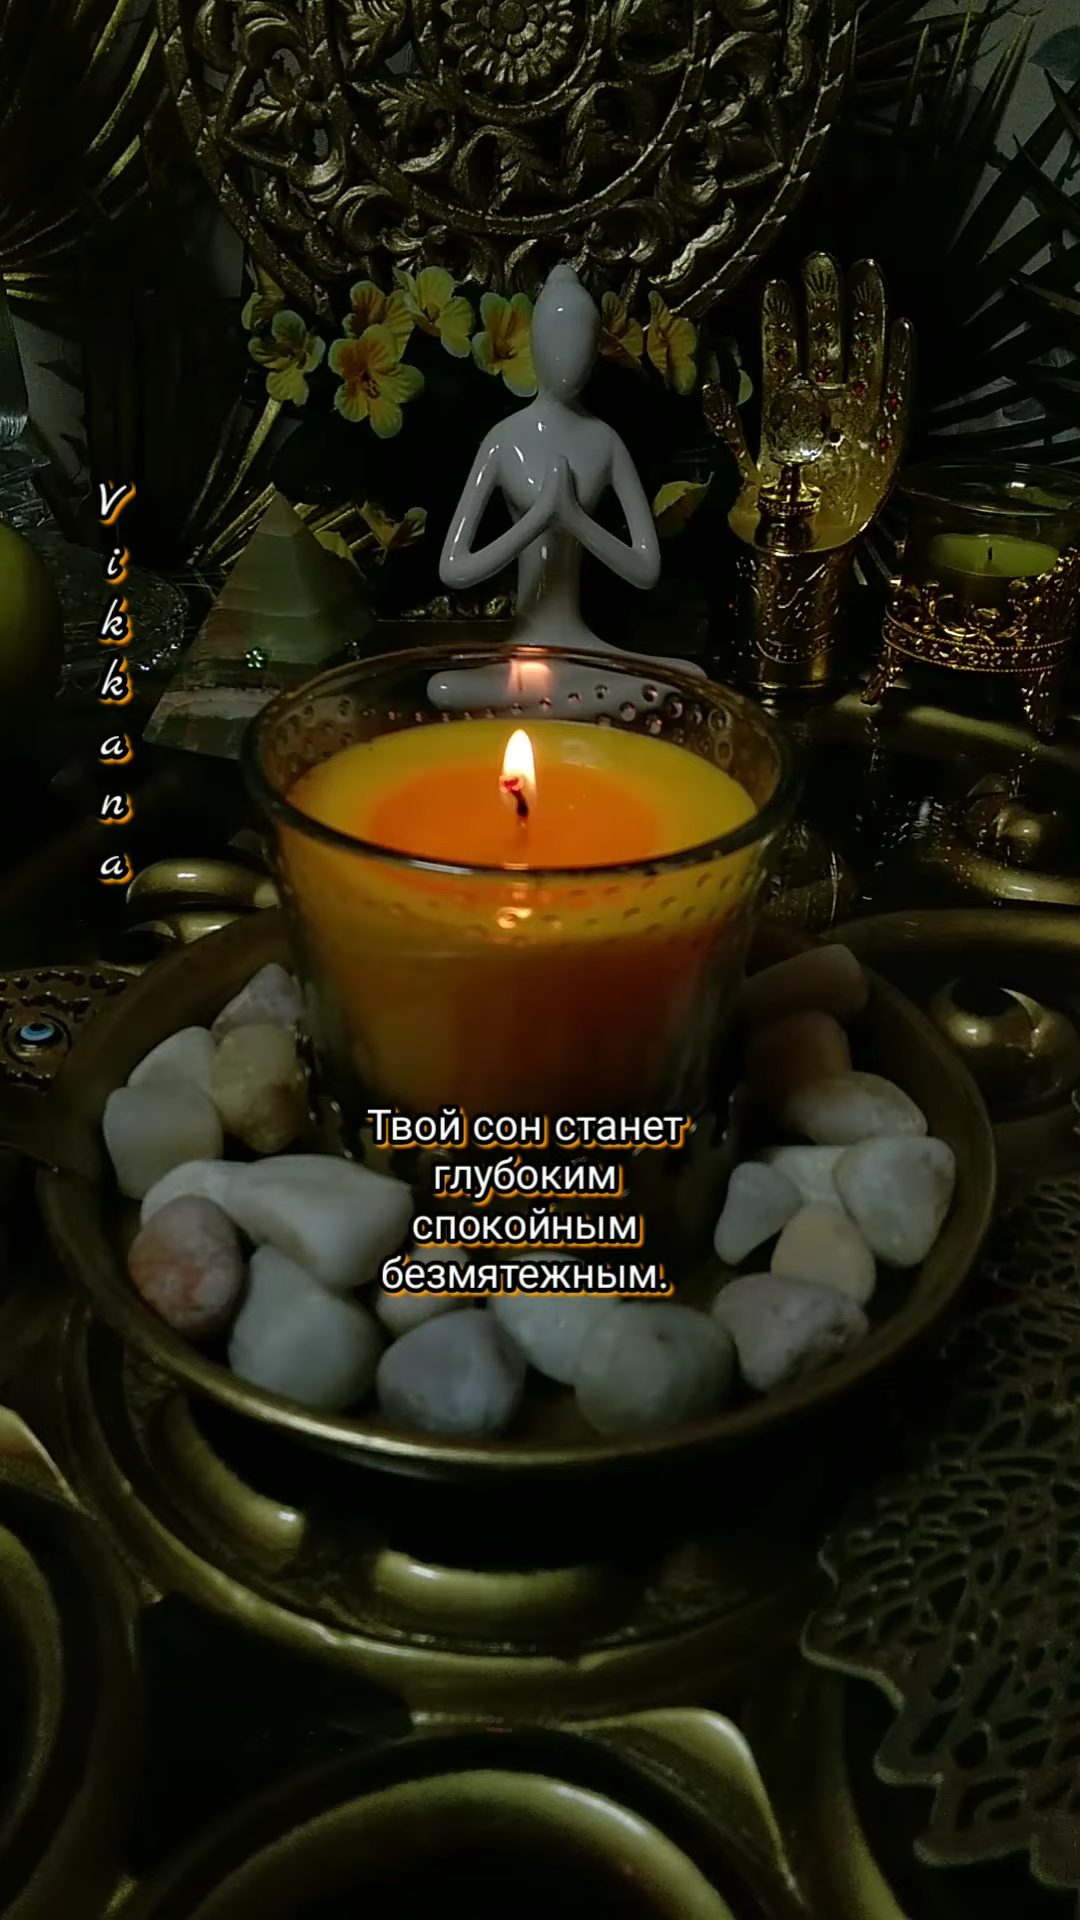 Vikkana
Твой сон станет
глубоким
спокойным
безмятежным.